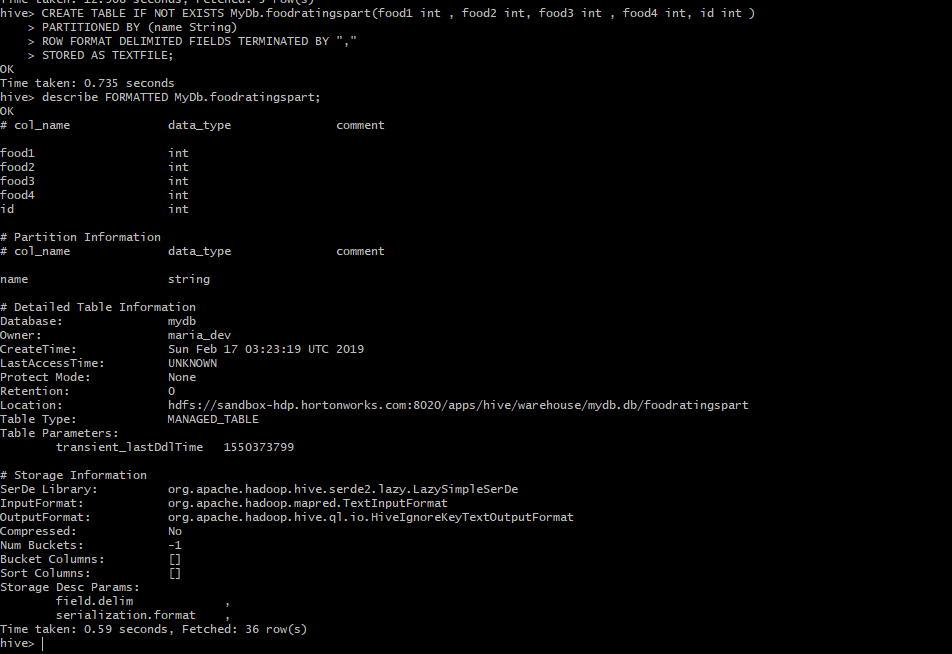 Time taken: 12.908 seconds, Fetched: 5 row(s)
hive> CREATE TABLE IF NOT EXISTS MyDb.foodratingspart(food1 int , food2 int, food3 int , food4 int, id int )
    > PARTITIONED BY (name String)
    > ROW FORMAT DELIMITED FIELDS TERMINATED BY ","
    > STORED AS TEXTFILE;
OK
Time taken: 0.735 seconds
hive> describe FORMATTED MyDb.foodratingspart;
OK
# col_name              data_type               comment
food1                   int
food2                   int
food3                   int
food4                   int
id                      int
# Partition Information
# col_name              data_type               comment
name                    string
# Detailed Table Information
Database:               mydb
Owner:                  maria_dev
CreateTime:             Sun Feb 17 03:23:19 UTC 2019
LastAccessTime:         UNKNOWN
Protect Mode:           None
Retention:              0
Location:               hdfs://sandbox-hdp.hortonworks.com:8020/apps/hive/warehouse/mydb.db/foodratingspart
Table Type:             MANAGED_TABLE
Table Parameters:
        transient_lastDdlTime   1550373799
# Storage Information
SerDe Library:          org.apache.hadoop.hive.serde2.lazy.LazySimpleSerDe
InputFormat:            org.apache.hadoop.mapred.TextInputFormat
OutputFormat:           org.apache.hadoop.hive.ql.io.HiveIgnoreKeyTextOutputFormat
Compressed:             No
Num Buckets:            -1
Bucket Columns:         []
Sort Columns:           []
Storage Desc Params:
        field.delim             ,
        serialization.format    ,
Time taken: 0.59 seconds, Fetched: 36 row(s)
hive>